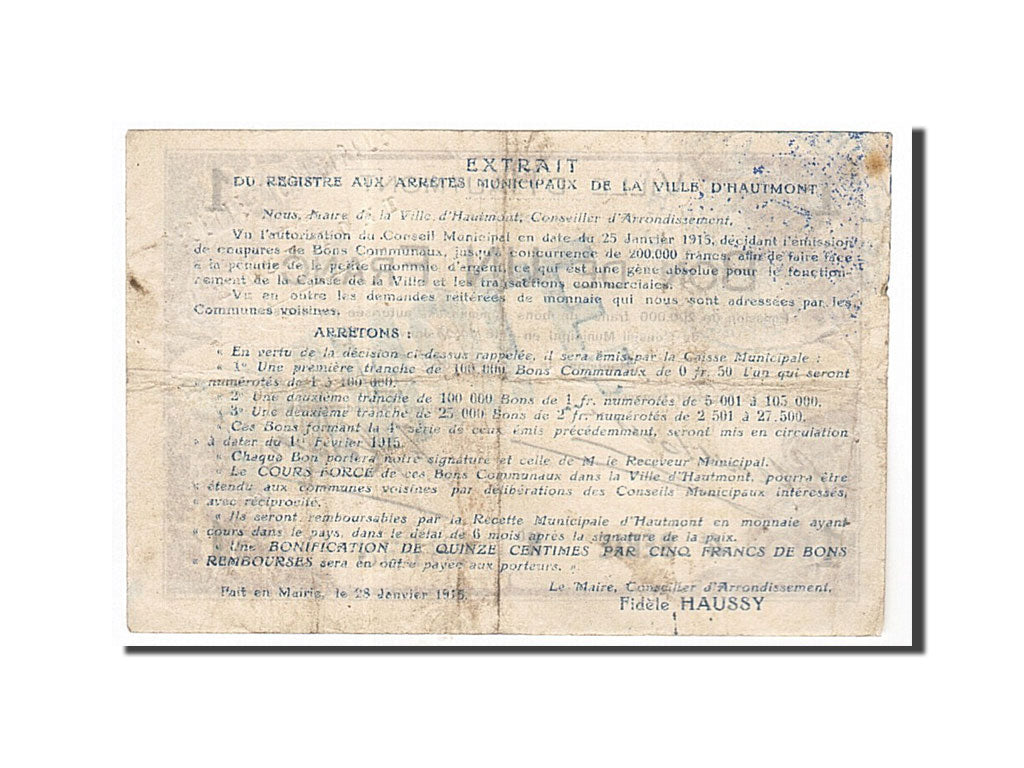 EXTRAIT
DU REGISTRE AUX ARRÊTÉS MUNICIPAUX DE LA VILLE D'HAUTMONT
Nous, Maire de la Ville d'Hautmont, Conseiller d'Arrondissement,
Vu l'autorisation du Conseil Municipal en date du 25 Janvier 1915, décidant l'émission
de coupures de Bons Communaux, jusqu'à concurrence de 200.000 francs, afin de faire face
à la pénurie de la petite monnaie d'argent, ce qui est une gêne absolue pour le fonction-
nement de la Caisse de la Ville et les transactions commerciales.
Vu en outre les demandes réitérées de monnaie qui nous sont adressées par les
Communes voisines.
ARRÊTONS :
« En vertu de la décision ci-dessus rappelée, il sera émis par la Caisse Municipale :
« 1° Une première tranche de 100 000 Bons Communaux de 0 fr. 50 l'un qui seront
« numérotés de 1 à 100 000.
« 2° Une deuxième tranche de 100 000 Bons de 1 fr. numérotés de 5 001 à 105 000.
« 3° Une deuxième tranche de 25 000 Bons de 2 fr. numérotés de 2 501 à 27.500.
« Ces Bons formant la 4e série de ceux émis précédemment, seront mis en circulation
« à dater du 1er Février 1915.
« Chaque Bon portera notre signature et celle de M le Receveur Municipal.
« Le COURS FORCÉ de ces Bons Communaux dans la Ville d'Hautmont, pourra être
« étendu aux communes voisines par délibérations des Conseils Municipaux intéressés,
« avec réciprocité.
« Ils seront remboursables par la Recette Municipale d'Hautmont en monnaie ayant
« cours dans le pays, dans le délai de 6 mois après la signature de la paix.
« Une BONIFICATION DE QUINZE CENTIMES PAR CINQ FRANCS DE BONS
« REMBOURSÉS sera en outre payée aux porteurs. »
Fait en Mairie, le 28 Janvier 1915.
Le Maire, Conseiller d'Arrondissement,
Fidèle HAUSSY